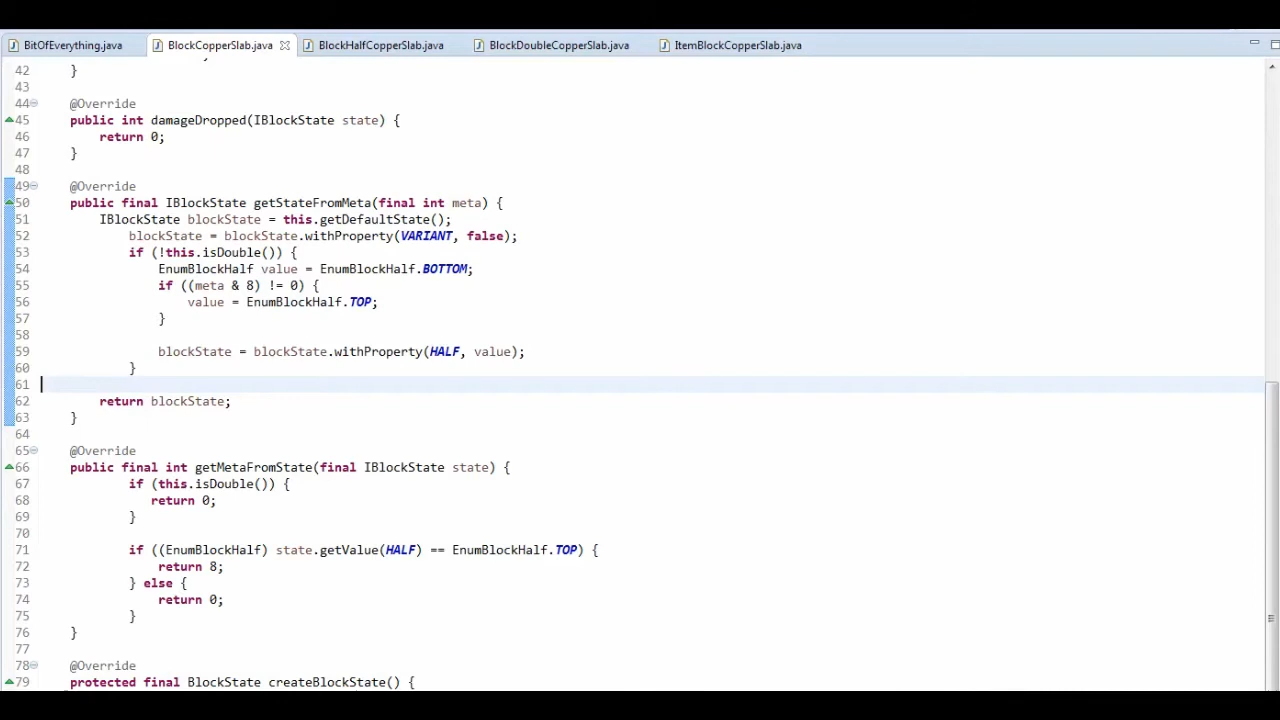 BitOfEverything.java BlockCopperSlab.java BlockHalfCopperSlab.java BlockDoubleCopperSlab.java ItemBlockCopperSlab.java
42 }
43
44 @Override
45 public int damageDropped(IBlockState state) {
46 return 0;
47 }
48
49 @Override
50 public final IBlockState getStateFromMeta(final int meta) {
51 IBlockState blockState = this.getDefaultState();
52 blockState = blockState.withProperty(VARIANT, false);
53 if (!this.isDouble()) {
54 EnumBlockHalf value = EnumBlockHalf.BOTTOM;
55 if ((meta & 8) != 0) {
56 value = EnumBlockHalf.TOP;
57 }
58
59 blockState = blockState.withProperty(HALF, value);
60 }
61
62 return blockState;
63 }
64
65 @Override
66 public final int getMetaFromState(final IBlockState state) {
67 if (this.isDouble()) {
68 return 0;
69 }
70
71 if ((EnumBlockHalf) state.getValue(HALF) == EnumBlockHalf.TOP) {
72 return 8;
73 } else {
74 return 0;
75 }
76 }
77
78 @Override
79 protected final BlockState createBlockState() {